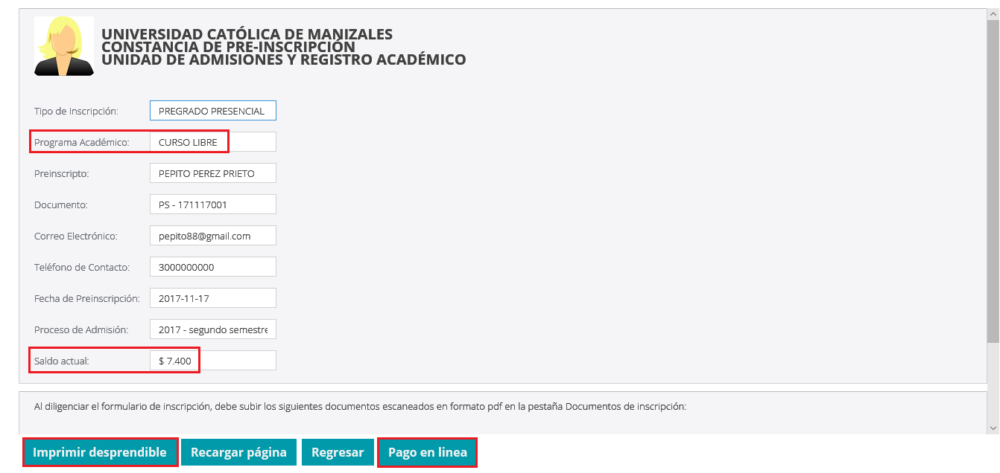 UNIVERSIDAD CATÓLICA DE MANIZALES
CONSTANCIA DE PRE-INSCRIPCIÓN
UNIDAD DE ADMISIONES Y REGISTRO ACADÉMICO
Tipo de Inscripción: PREGRADO PRESENCIAL
Programa Académico: CURSO LIBRE
Preinscripto: PEPITO PEREZ PRIETO
Documento: PS - 171117001
Correo Electrónico: pepito88@gmail.com
Teléfono de Contacto: 3000000000
Fecha de Preinscripción: 2017-11-17
Proceso de Admisión: 2017 - segundo semestre
Saldo actual: $ 7.400
Al diligenciar el formulario de inscripción, debe subir los siguientes documentos escaneados en formato pdf en la pestaña Documentos de inscripción:
Imprimir desprendible Recargar página Regresar Pago en linea